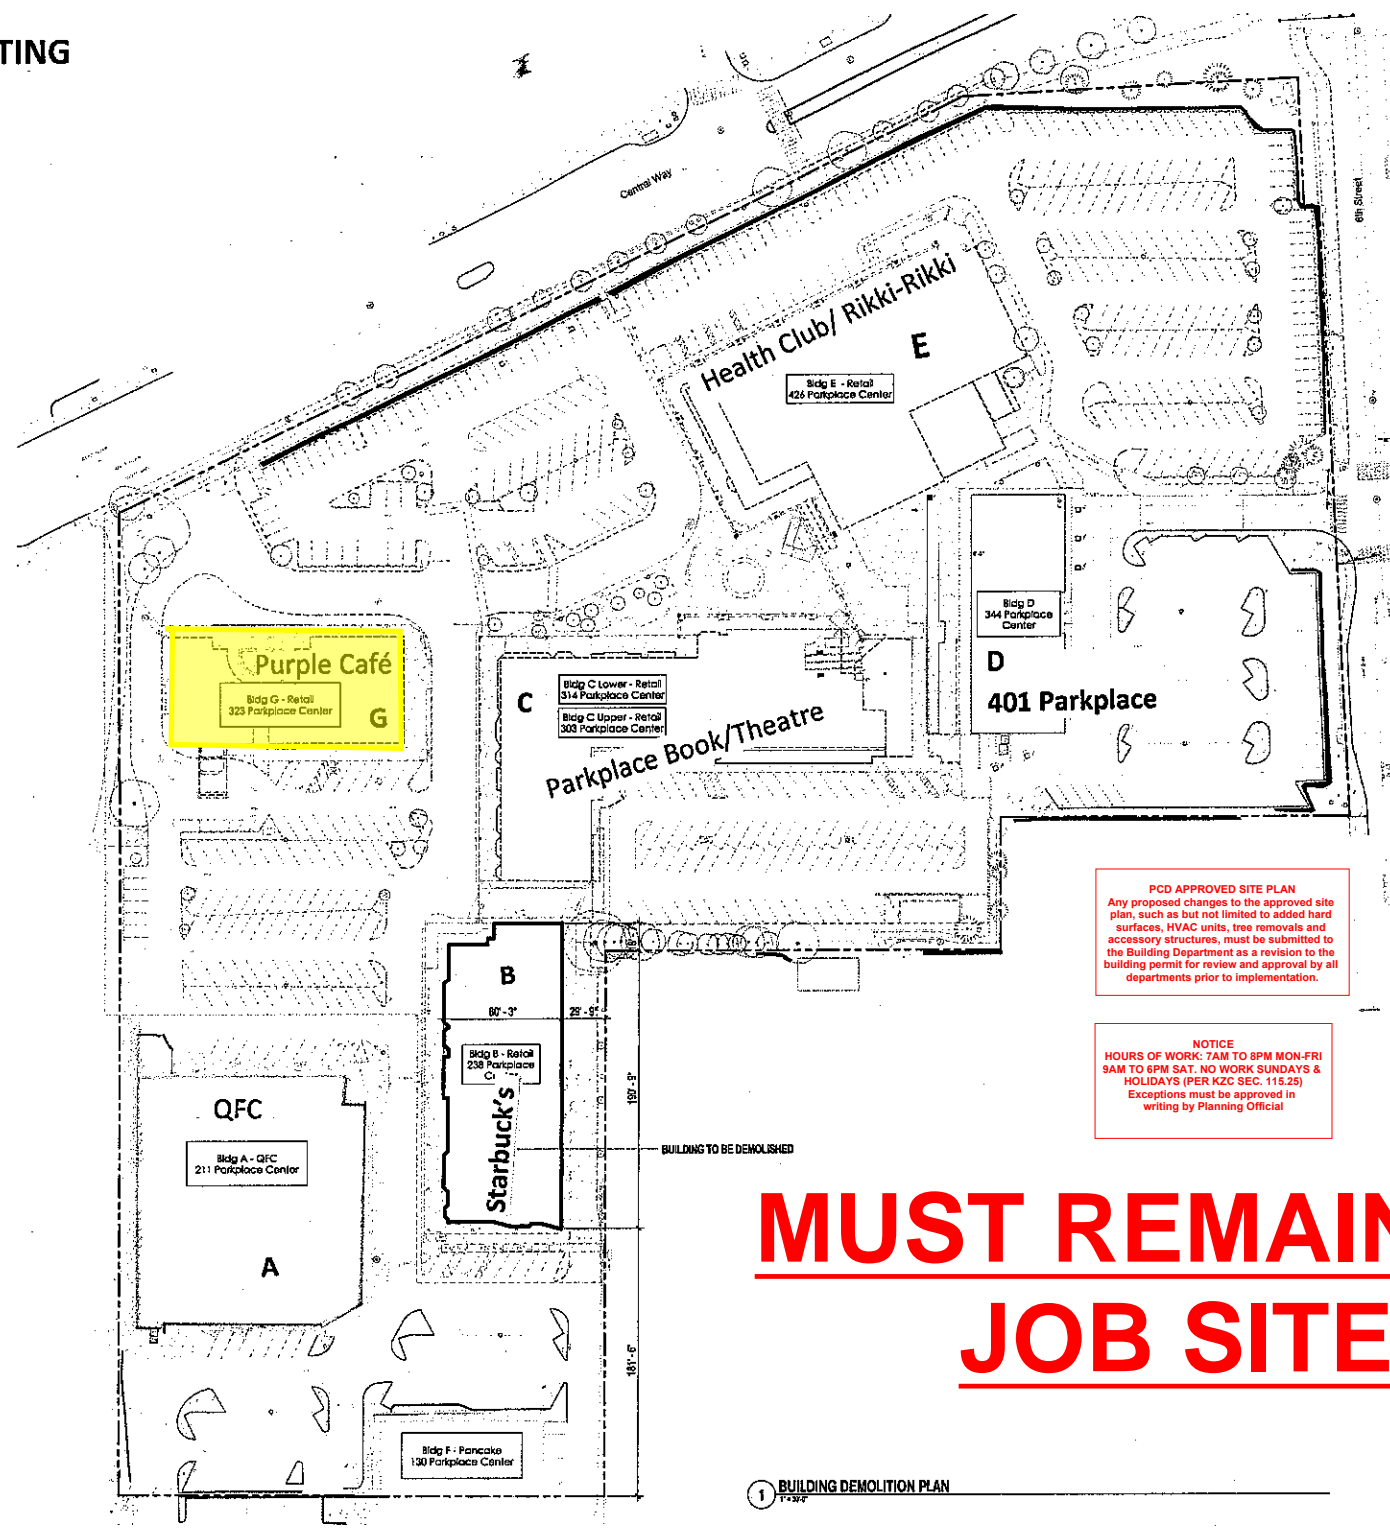 TING
Central Way
6th Street
Health Club/ Rikki-Rikki
E
Bldg E - Retail
426 Parkplace Center
Bldg D
344 Parkplace
Center
D
401 Parkplace
Purple Café
Bldg G - Retail
323 Parkplace Center
G
C
Bldg C Lower - Retail
314 Parkplace Center
Bldg C Upper - Retail
303 Parkplace Center
Parkplace Book/Theatre
PCD APPROVED SITE PLAN
Any proposed changes to the approved site
plan, such as but not limited to added hard
surfaces, HVAC units, tree removals and
accessory structures, must be submitted to
the Building Department as a revision to the
building permit for review and approval by all
departments prior to implementation.
B
60' - 3"
29' - 9"
Bldg B - Retail
238 Parkplace
Starbuck's
190' - 9"
BUILDING TO BE DEMOLISHED
NOTICE
HOURS OF WORK: 7AM TO 8PM MON-FRI
9AM TO 6PM SAT. NO WORK SUNDAYS &
HOLIDAYS (PER KZC SEC. 115.25)
Exceptions must be approved in
writing by Planning Official
QFC
Bldg A - QFC
211 Parkplace Center
A
MUST REMAIN
JOB SITE
181' - 6"
Bldg F - Pancake
130 Parkplace Center
1
BUILDING DEMOLITION PLAN